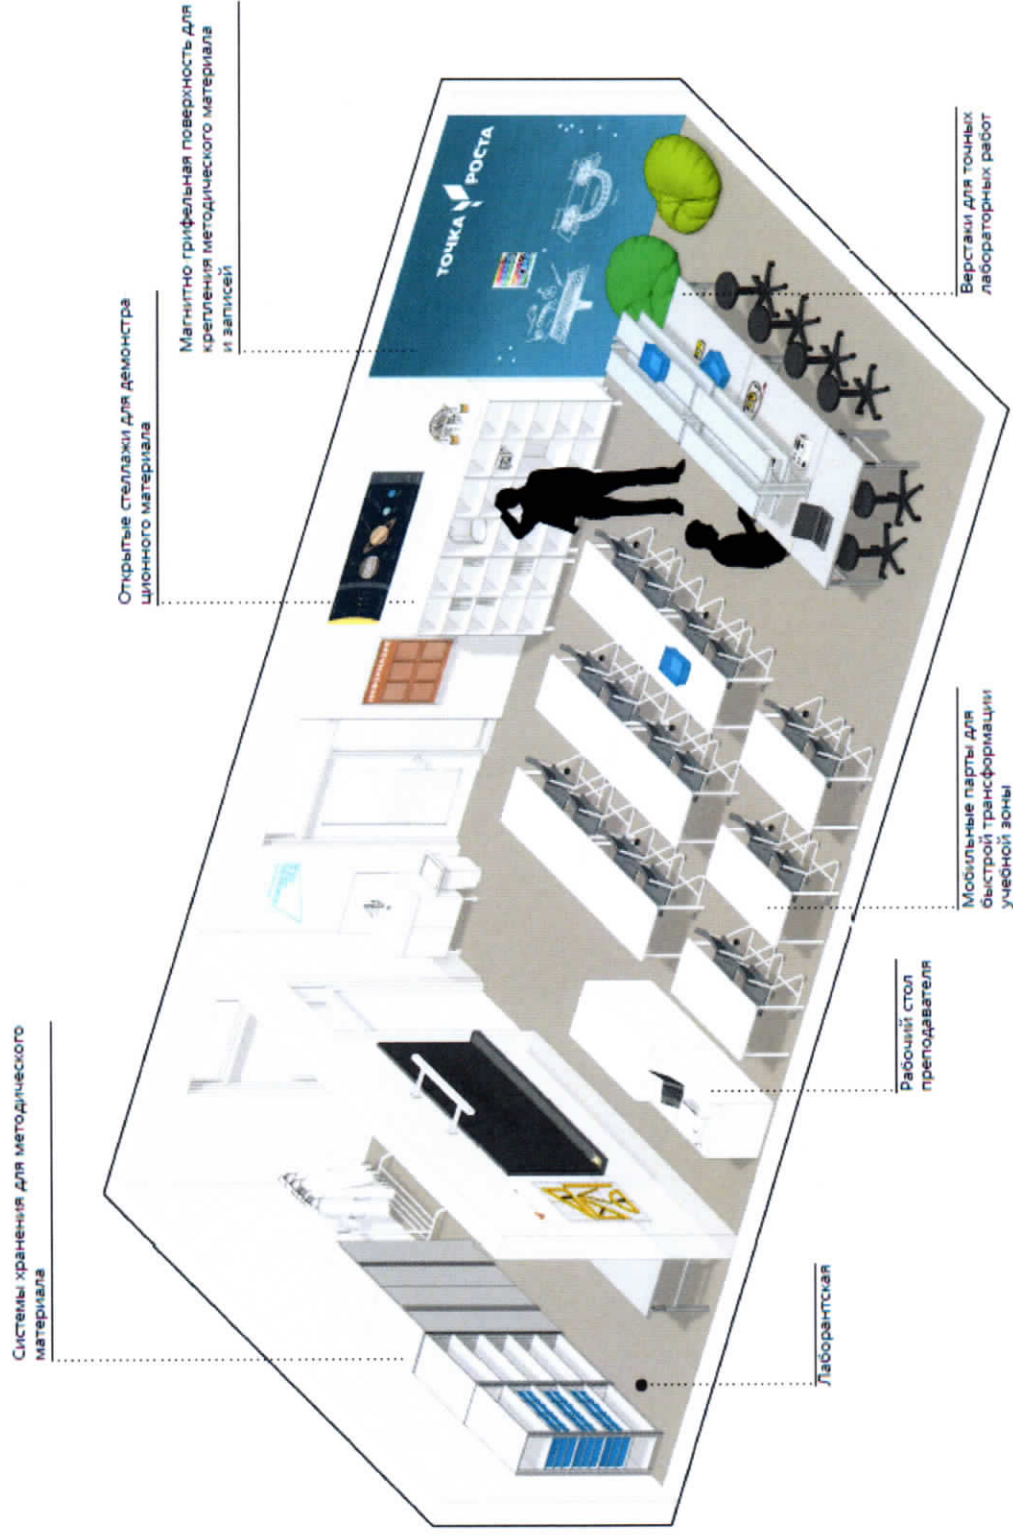 Системы хранения для методического
материала
Открытые стеллажи для демонстра
ционного материала
Магнитно грифельная поверхность для
крепления методического материала
и записей
ТОЧКА РОСТА
ИНФОРМАЦИЯ
Лаборантская
Рабочий стол
преподавателя
Мобильные парты для
быстрой трансформации
учебной зоны
Верстаки для точных
лабораторных работ